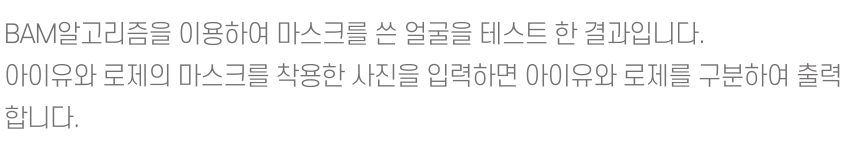 BAM알고리즘을 이용하여 마스크를 쓴 얼굴을 테스트 한 결과입니다.
아이유와 로제의 마스크를 착용한 사진을 입력하면 아이유와 로제를 구분하여 출력
합니다.